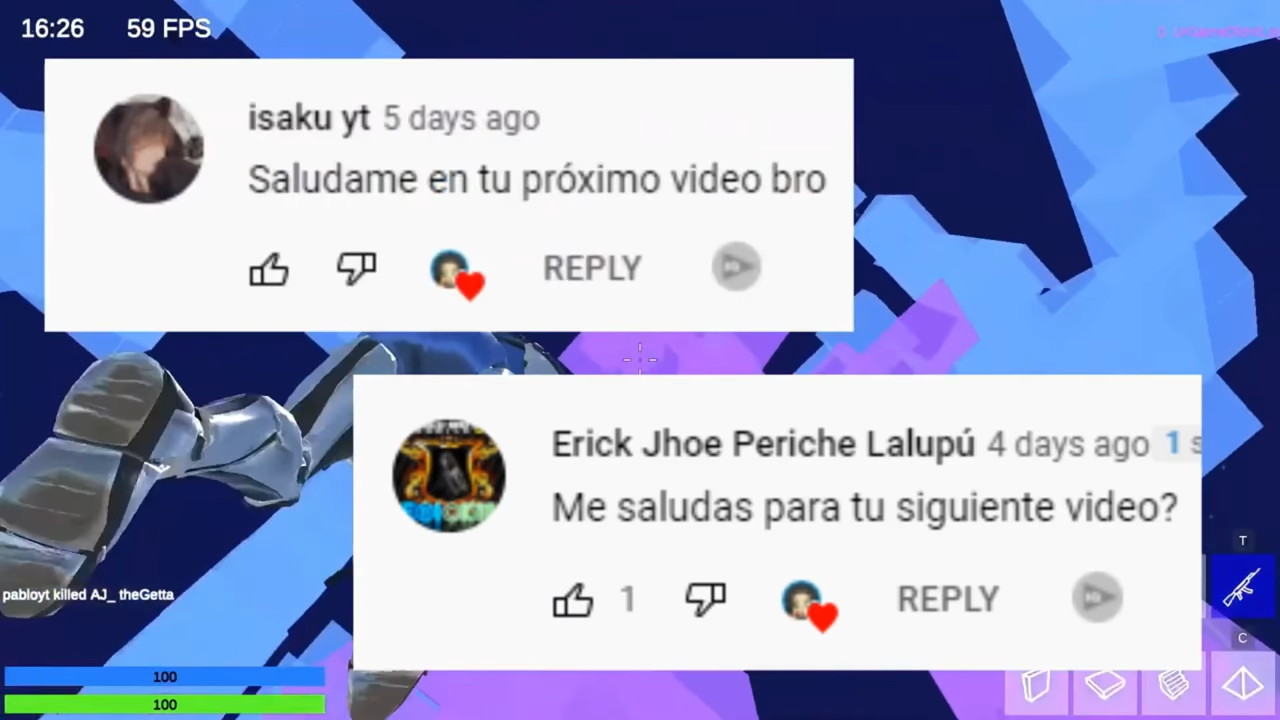 16:26 59 FPS
isaku yt 5 days ago
Saludame en tu próximo video bro
REPLY
Erick Jhoe Periche Lalupú 4 days ago 1 s
Me saludas para tu siguiente video?
1 REPLY
T
pabloyt killed AJ_ theGetta
C
100
100